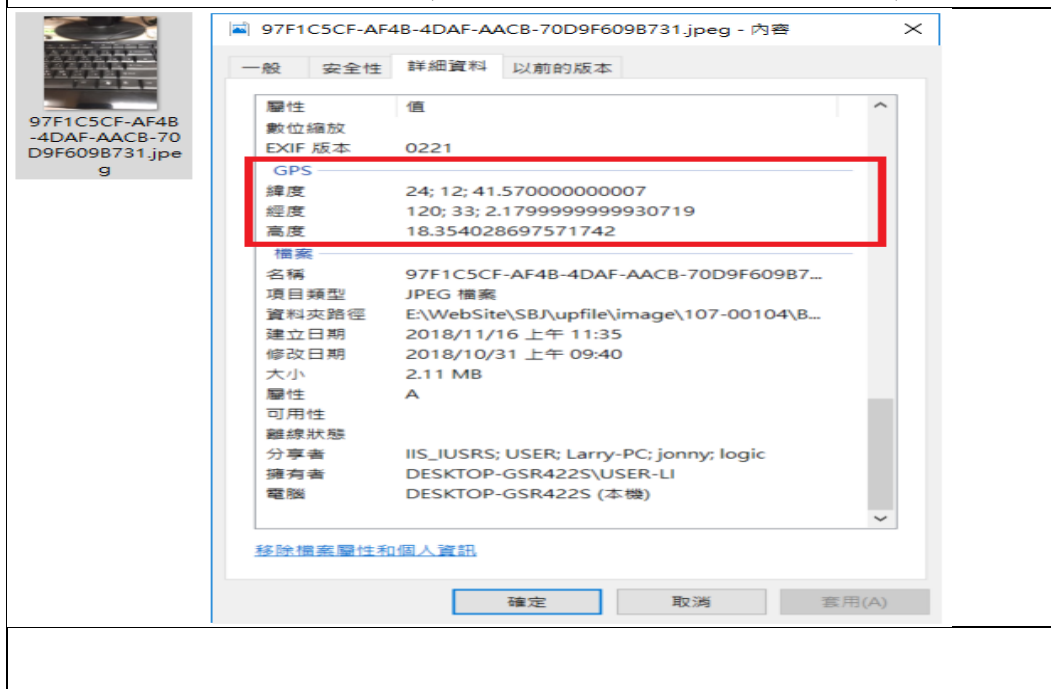 97F1C5CF-AF4B
-4DAF-AACB-70
D9F609B731.jpe
g
97F1C5CF-AF4B-4DAF-AACB-70D9F609B731.jpeg - 內容
一般 安全性 詳細資料 以前的版本
屬性 值
數位縮放
EXIF 版本 0221
GPS
緯度 24; 12; 41.570000000007
經度 120; 33; 2.1799999999930719
高度 18.354028697571742
檔案
名稱 97F1C5CF-AF4B-4DAF-AACB-70D9F609B7...
項目類型 JPEG 檔案
資料夾路徑 E:\WebSite\SBJ\upfile\image\107-00104\B...
建立日期 2018/11/16 上午 11:35
修改日期 2018/10/31 上午 09:40
大小 2.11 MB
屬性 A
可用性
離線狀態
分享者 IIS_IUSRS; USER; Larry-PC; jonny; logic
擁有者 DESKTOP-GSR422S\USER-LI
電腦 DESKTOP-GSR422S (本機)
移除檔案屬性和個人資訊
確定 取消 套用(A)